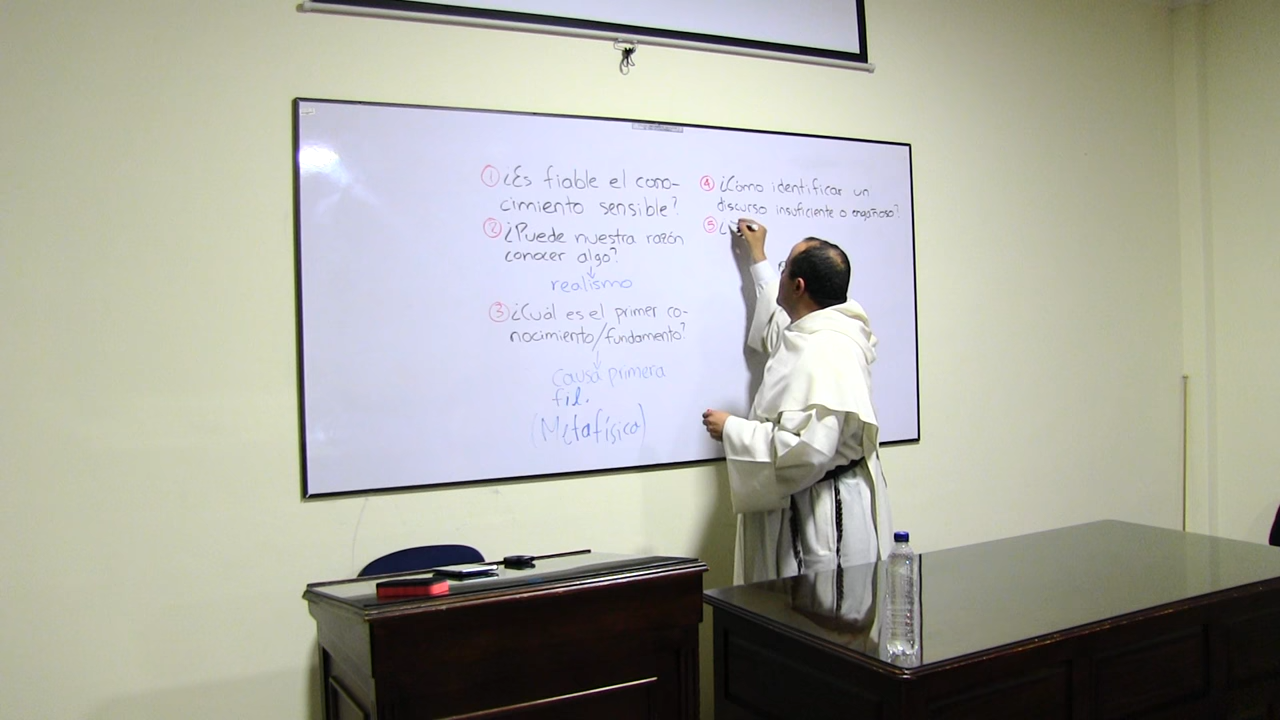 ① ¿Es fiable el cono-
cimiento sensible?
② ¿Puede nuestra razón
conocer algo?
↓
realismo
③ ¿Cuál es el primer co-
nocimiento/fundamento?
↓
causa primera
fil.
(Metafísica)
④ ¿Cómo identificar un
discurso insuficiente o engañoso?
⑤ ¿